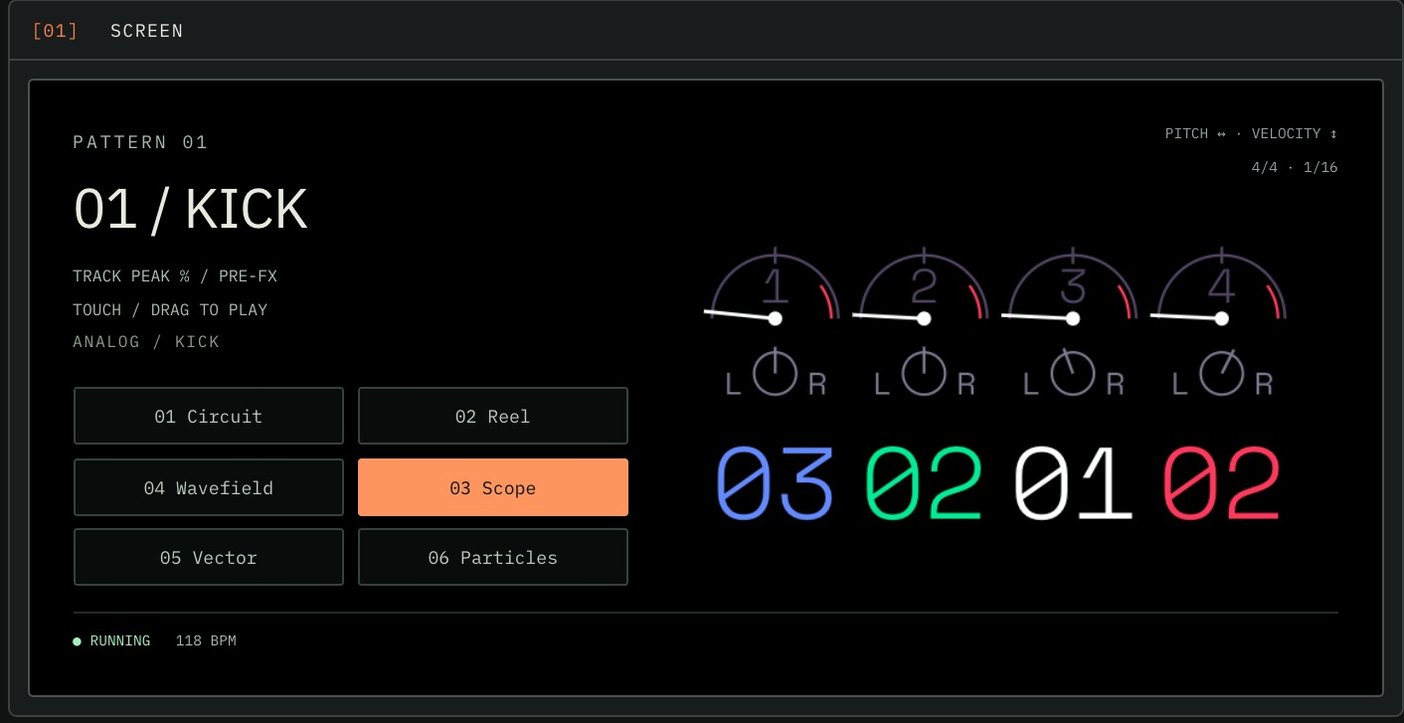 [01] SCREEN
PATTERN 01
PITCH ↔ · VELOCITY ↕
4/4 · 1/16
01 / KICK
TRACK PEAK % / PRE-FX
TOUCH / DRAG TO PLAY
ANALOG / KICK
01 Circuit
02 Reel
04 Wavefield
03 Scope
05 Vector
06 Particles
1 2 3 4
L R L R L R L R
03 02 01 02
RUNNING 118 BPM